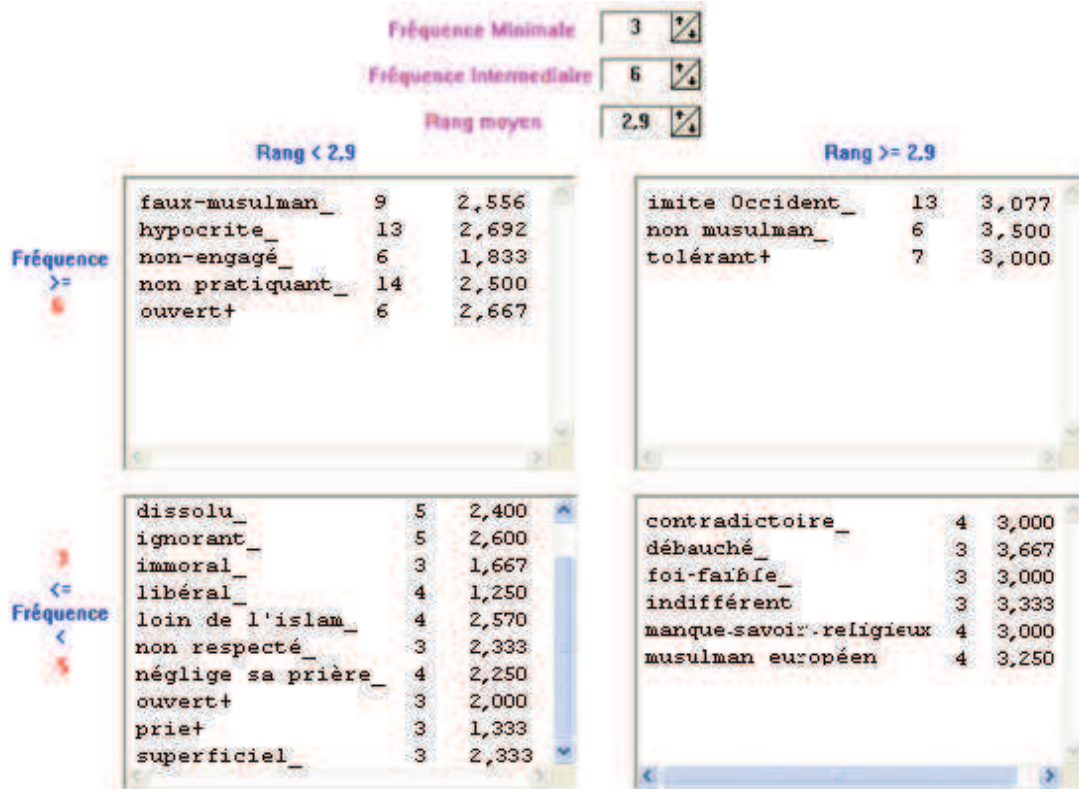 Fréquence Minimale 3
Fréquence Intermediaire 6
Rang moyen 2,9
Rang < 2,9
Rang >= 2,9
Fréquence
>=
6
faux-musulman_ 9 2,556
hypocrite_ 13 2,692
non-engagé_ 6 1,833
non pratiquant_ 14 2,500
ouvert+ 6 2,667
imite Occident_ 13 3,077
non musulman_ 6 3,500
tolérant+ 7 3,000
3
<=
Fréquence
<
5
dissolu_ 5 2,400
ignorant_ 5 2,600
immoral_ 3 1,667
libéral_ 4 1,250
loin de l'islam_ 4 2,570
non respecté_ 3 2,333
néglige sa prière_ 4 2,250
ouvert+ 3 2,000
prie+ 3 1,333
superficiel_ 3 2,333
contradictoire_ 4 3,000
débauché_ 3 3,667
foi-faible_ 3 3,000
indifférent 3 3,333
manque-savoir-religieux 4 3,000
musulman européen 4 3,250